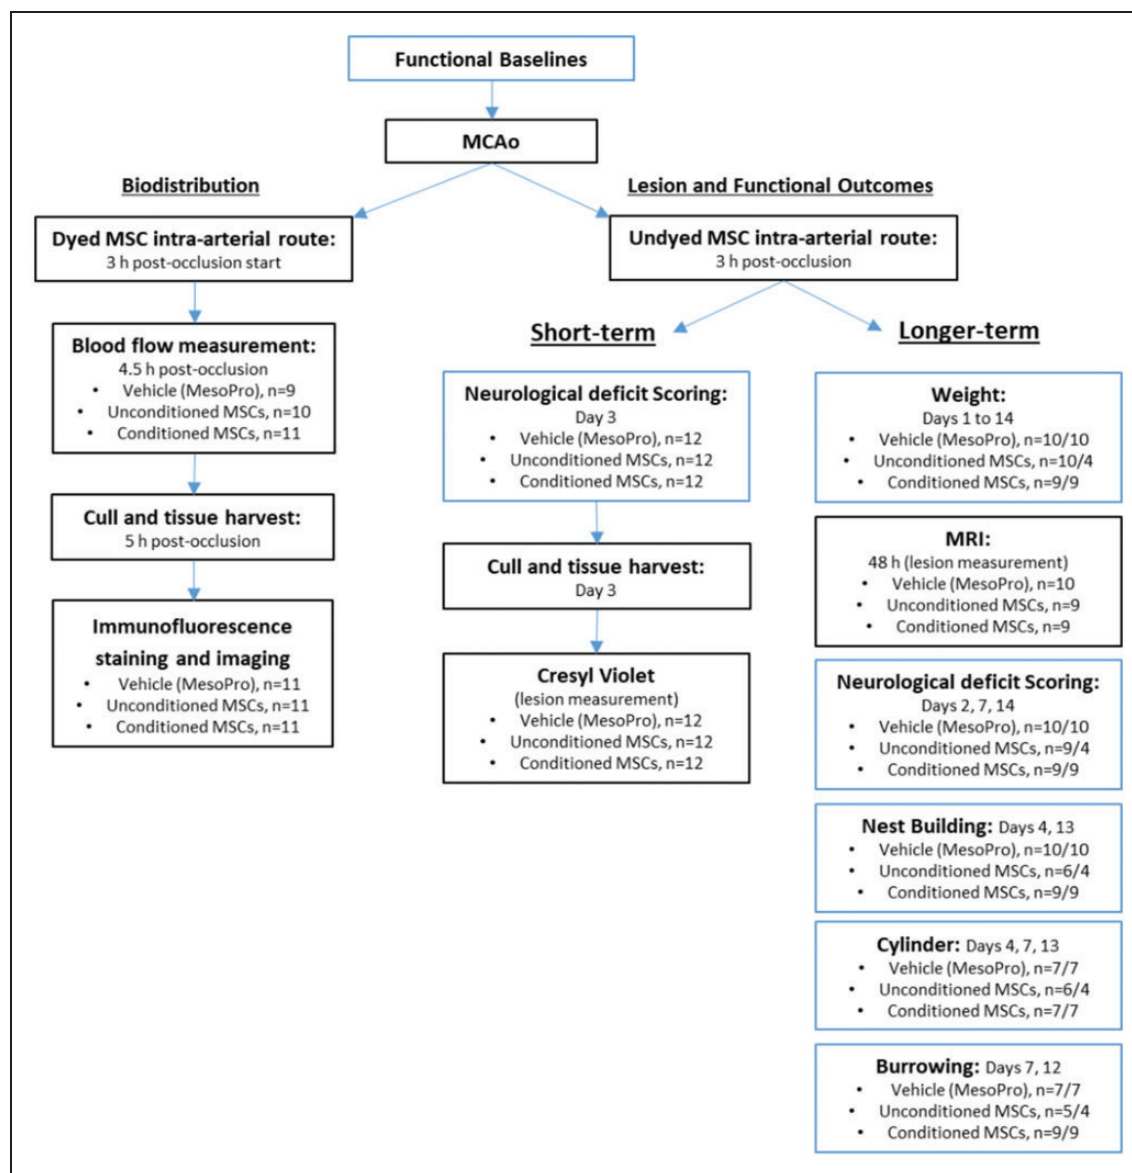 Functional Baselines
MCAo
Biodistribution
Dyed MSC intra-arterial route:
3 h post-occlusion start
Blood flow measurement:
4.5 h post-occlusion
• Vehicle (MesoPro), n=9
• Unconditioned MSCs, n=10
• Conditioned MSCs, n=11
Cull and tissue harvest:
5 h post-occlusion
Immunofluorescence
staining and imaging
• Vehicle (MesoPro), n=11
• Unconditioned MSCs, n=11
• Conditioned MSCs, n=11
Lesion and Functional Outcomes
Undyed MSC intra-arterial route:
3 h post-occlusion
Short-term
Neurological deficit Scoring:
Day 3
• Vehicle (MesoPro), n=12
• Unconditioned MSCs, n=12
• Conditioned MSCs, n=12
Cull and tissue harvest:
Day 3
Cresyl Violet
(lesion measurement)
• Vehicle (MesoPro), n=12
• Unconditioned MSCs, n=12
• Conditioned MSCs, n=12
Longer-term
Weight:
Days 1 to 14
• Vehicle (MesoPro), n=10/10
• Unconditioned MSCs, n=10/4
• Conditioned MSCs, n=9/9
MRI:
48 h (lesion measurement)
• Vehicle (MesoPro), n=10
• Unconditioned MSCs, n=9
• Conditioned MSCs, n=9
Neurological deficit Scoring:
Days 2, 7, 14
• Vehicle (MesoPro), n=10/10
• Unconditioned MSCs, n=9/4
• Conditioned MSCs, n=9/9
Nest Building: Days 4, 13
• Vehicle (MesoPro), n=10/10
• Unconditioned MSCs, n=6/4
• Conditioned MSCs, n=9/9
Cylinder: Days 4, 7, 13
• Vehicle (MesoPro), n=7/7
• Unconditioned MSCs, n=6/4
• Conditioned MSCs, n=7/7
Burrowing: Days 7, 12
• Vehicle (MesoPro), n=7/7
• Unconditioned MSCs, n=5/4
• Conditioned MSCs, n=9/9